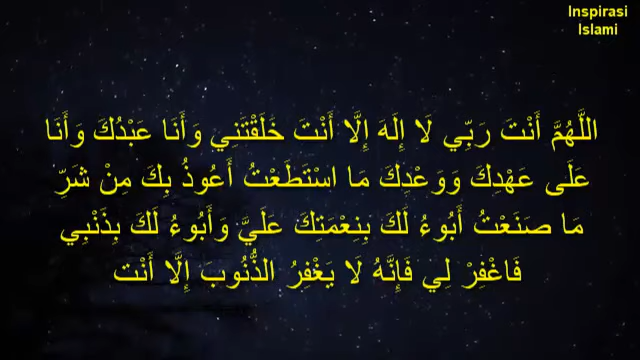 Inspirasi
Islami
اللَّهُمَّ أَنْتَ رَبِّي لَا إِلَهَ إِلَّا أَنْتَ خَلَقْتَنِي وَأَنَا عَبْدُكَ وَأَنَا
عَلَى عَهْدِكَ وَوَعْدِكَ مَا اسْتَطَعْتُ أَعُوذُ بِكَ مِنْ شَرِّ
مَا صَنَعْتُ أَبُوءُ لَكَ بِنِعْمَتِكَ عَلَيَّ وَأَبُوءُ لَكَ بِذَنْبِي
فَاغْفِرْ لِي فَإِنَّهُ لَا يَغْفِرُ الذُّنُوبَ إِلَّا أَنْت